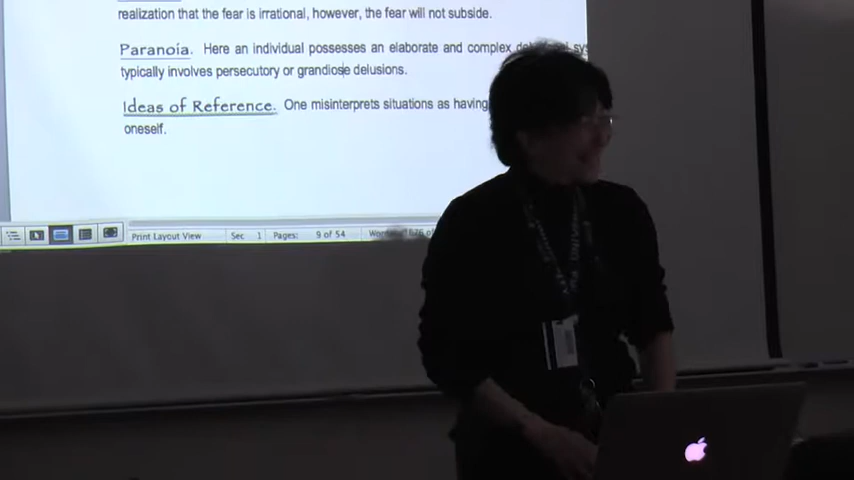 realization that the fear is irrational, however, the fear will not subside.
Paranoia. Here an individual possesses an elaborate and complex
typically involves persecutory or grandiose delusions.
Ideas of Reference. One misinterprets situations as having
oneself.
Print Layout View Sec 1 Pages: 9 of 54